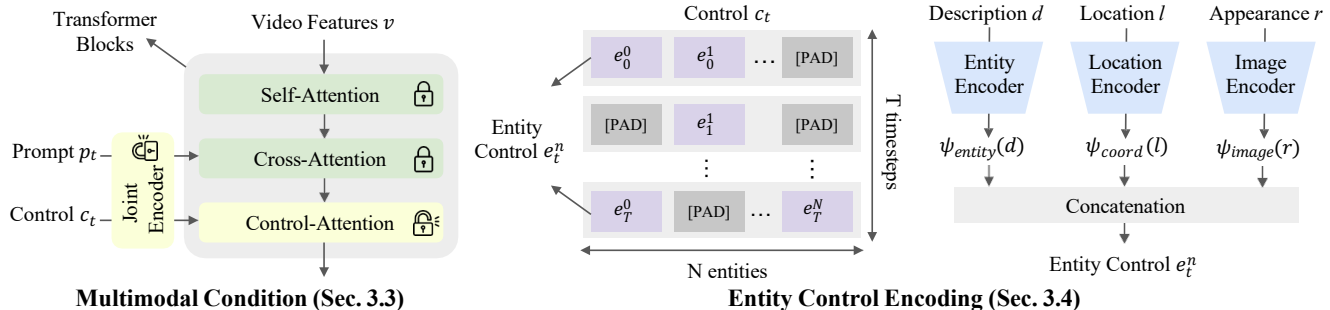 Transformer
Blocks
Video Features v
Self-Attention
Cross-Attention
Control-Attention
Prompt p_t
Control c_t
Joint
Encoder
Multimodal Condition (Sec. 3.3)
Control c_t
e_0^0 e_0^1 ... [PAD]
[PAD] e_1^1 [PAD]
⋮ ⋮
e_T^0 [PAD] ... e_T^N
Entity
Control e_t^n
T timesteps
N entities
Description d Location l Appearance r
Entity
Encoder
Location
Encoder
Image
Encoder
ψ_entity(d) ψ_coord(l) ψ_image(r)
Concatenation
Entity Control e_t^n
Entity Control Encoding (Sec. 3.4)